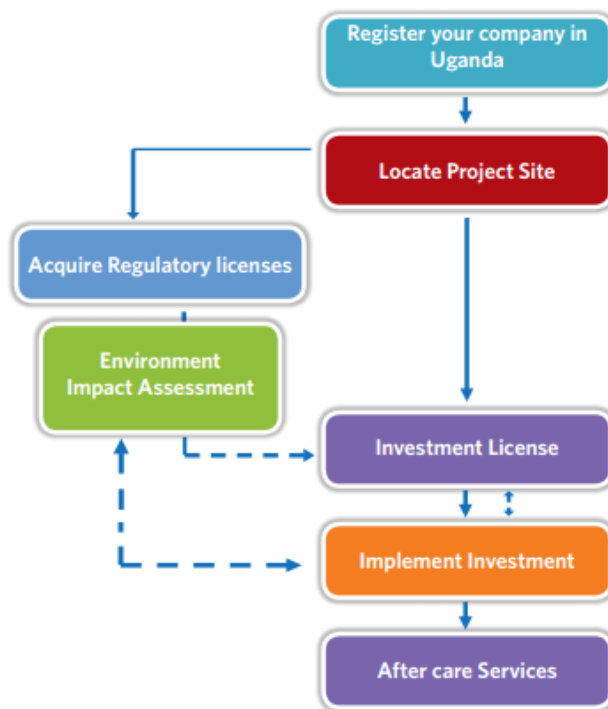 Register your company in
Uganda
Locate Project Site
Acquire Regulatory licenses
Environment
Impact Assessment
Investment License
Implement Investment
After care Services